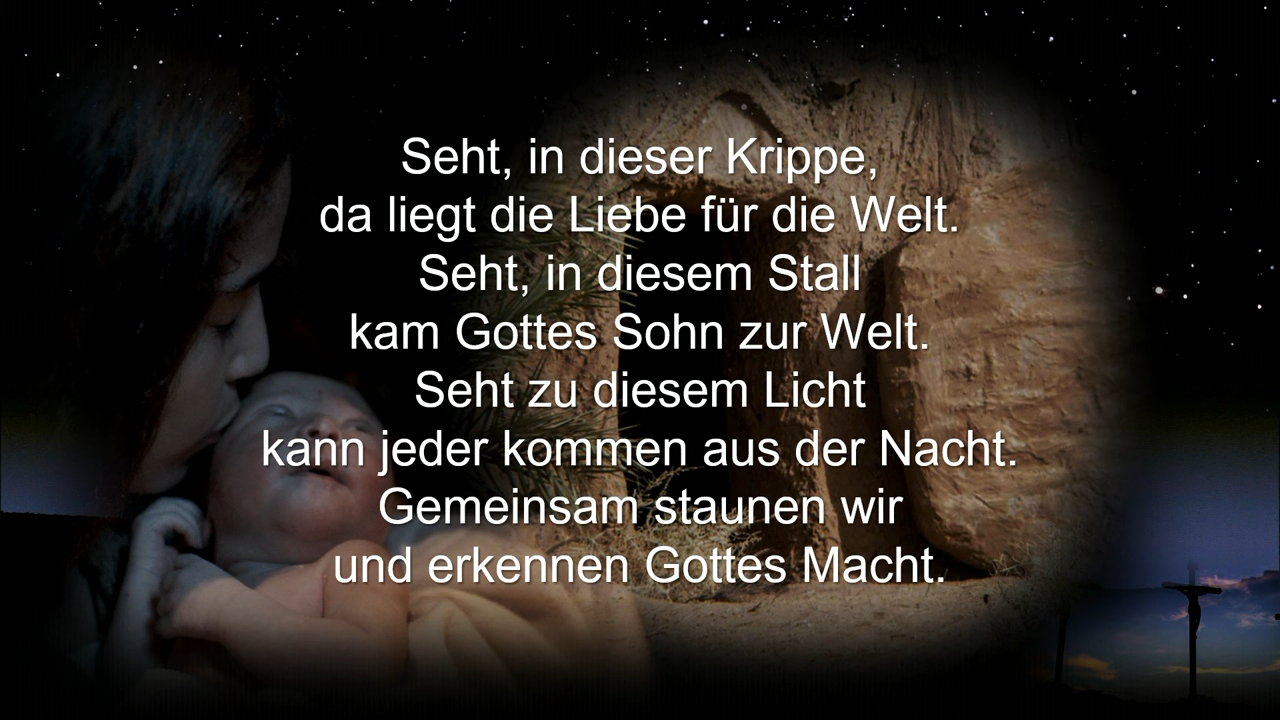 Seht, in dieser Krippe,
da liegt die Liebe für die Welt.
Seht, in diesem Stall
kam Gottes Sohn zur Welt.
Seht zu diesem Licht
kann jeder kommen aus der Nacht.
Gemeinsam staunen wir
und erkennen Gottes Macht.